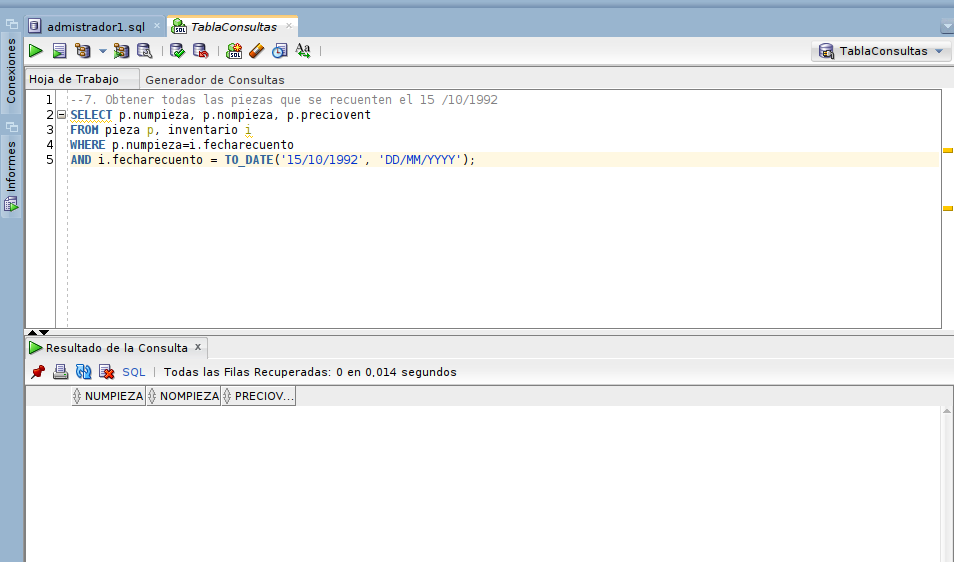 admistrador1.sql
TablaConsultas
TablaConsultas
Conexiones
Informes
Hoja de Trabajo
Generador de Consultas
1 --7. Obtener todas las piezas que se recuenten el 15 /10/1992
2 SELECT p.numpieza, p.nompieza, p.preciovent
3 FROM pieza p, inventario i
4 WHERE p.numpieza=i.fecharecuento
5 AND i.fecharecuento = TO_DATE('15/10/1992', 'DD/MM/YYYY');
Resultado de la Consulta
SQL | Todas las Filas Recuperadas: 0 en 0,014 segundos
NUMPIEZA NOMPIEZA PRECIOV...